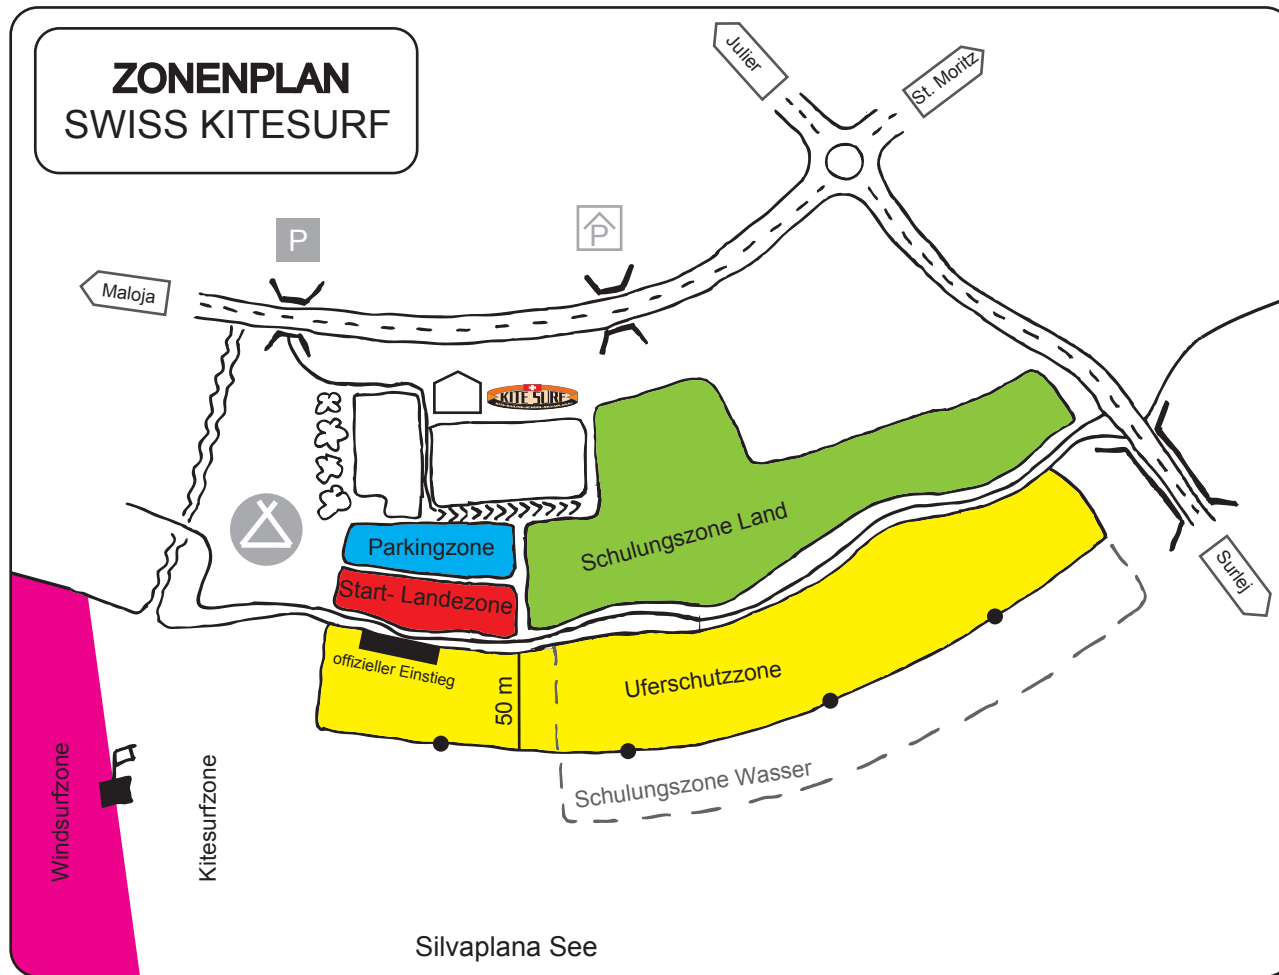 ZONENPLAN
SWISS KITESURF
Julier
St. Moritz
P
P
Maloja
KITE SURF
Parkingzone
Start- Landezone
Schulungszone Land
Surlej
offizieller Einstieg
50 m
Uferschutzzone
Schulungszone Wasser
Windsurfzone
Kitesurfzone
Silvaplana See